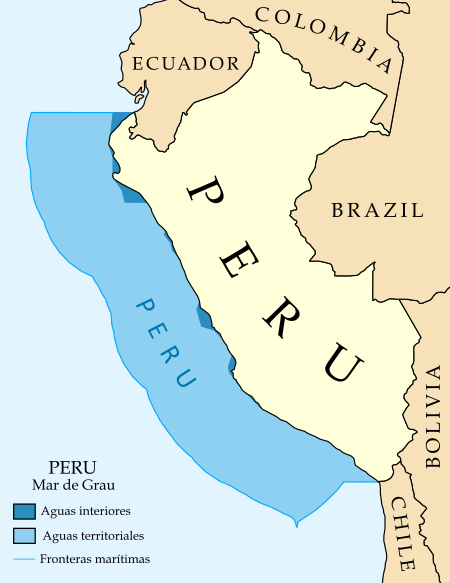 COLOMBIA
ECUADOR
PERU
BRAZIL
PERU
BOLIVIA
CHILE
PERU
Mar de Grau
Aguas interiores
Aguas territoriales
Fronteras marítimas